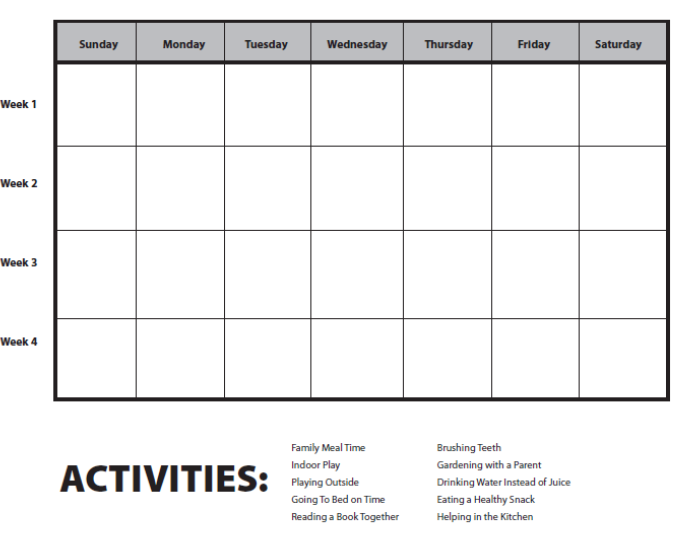 Sunday Monday Tuesday Wednesday Thursday Friday Saturday
Week 1
Week 2
Week 3
Week 4
ACTIVITIES:
Family Meal Time
Indoor Play
Playing Outside
Going To Bed on Time
Reading a Book Together
Brushing Teeth
Gardening with a Parent
Drinking Water Instead of Juice
Eating a Healthy Snack
Helping in the Kitchen